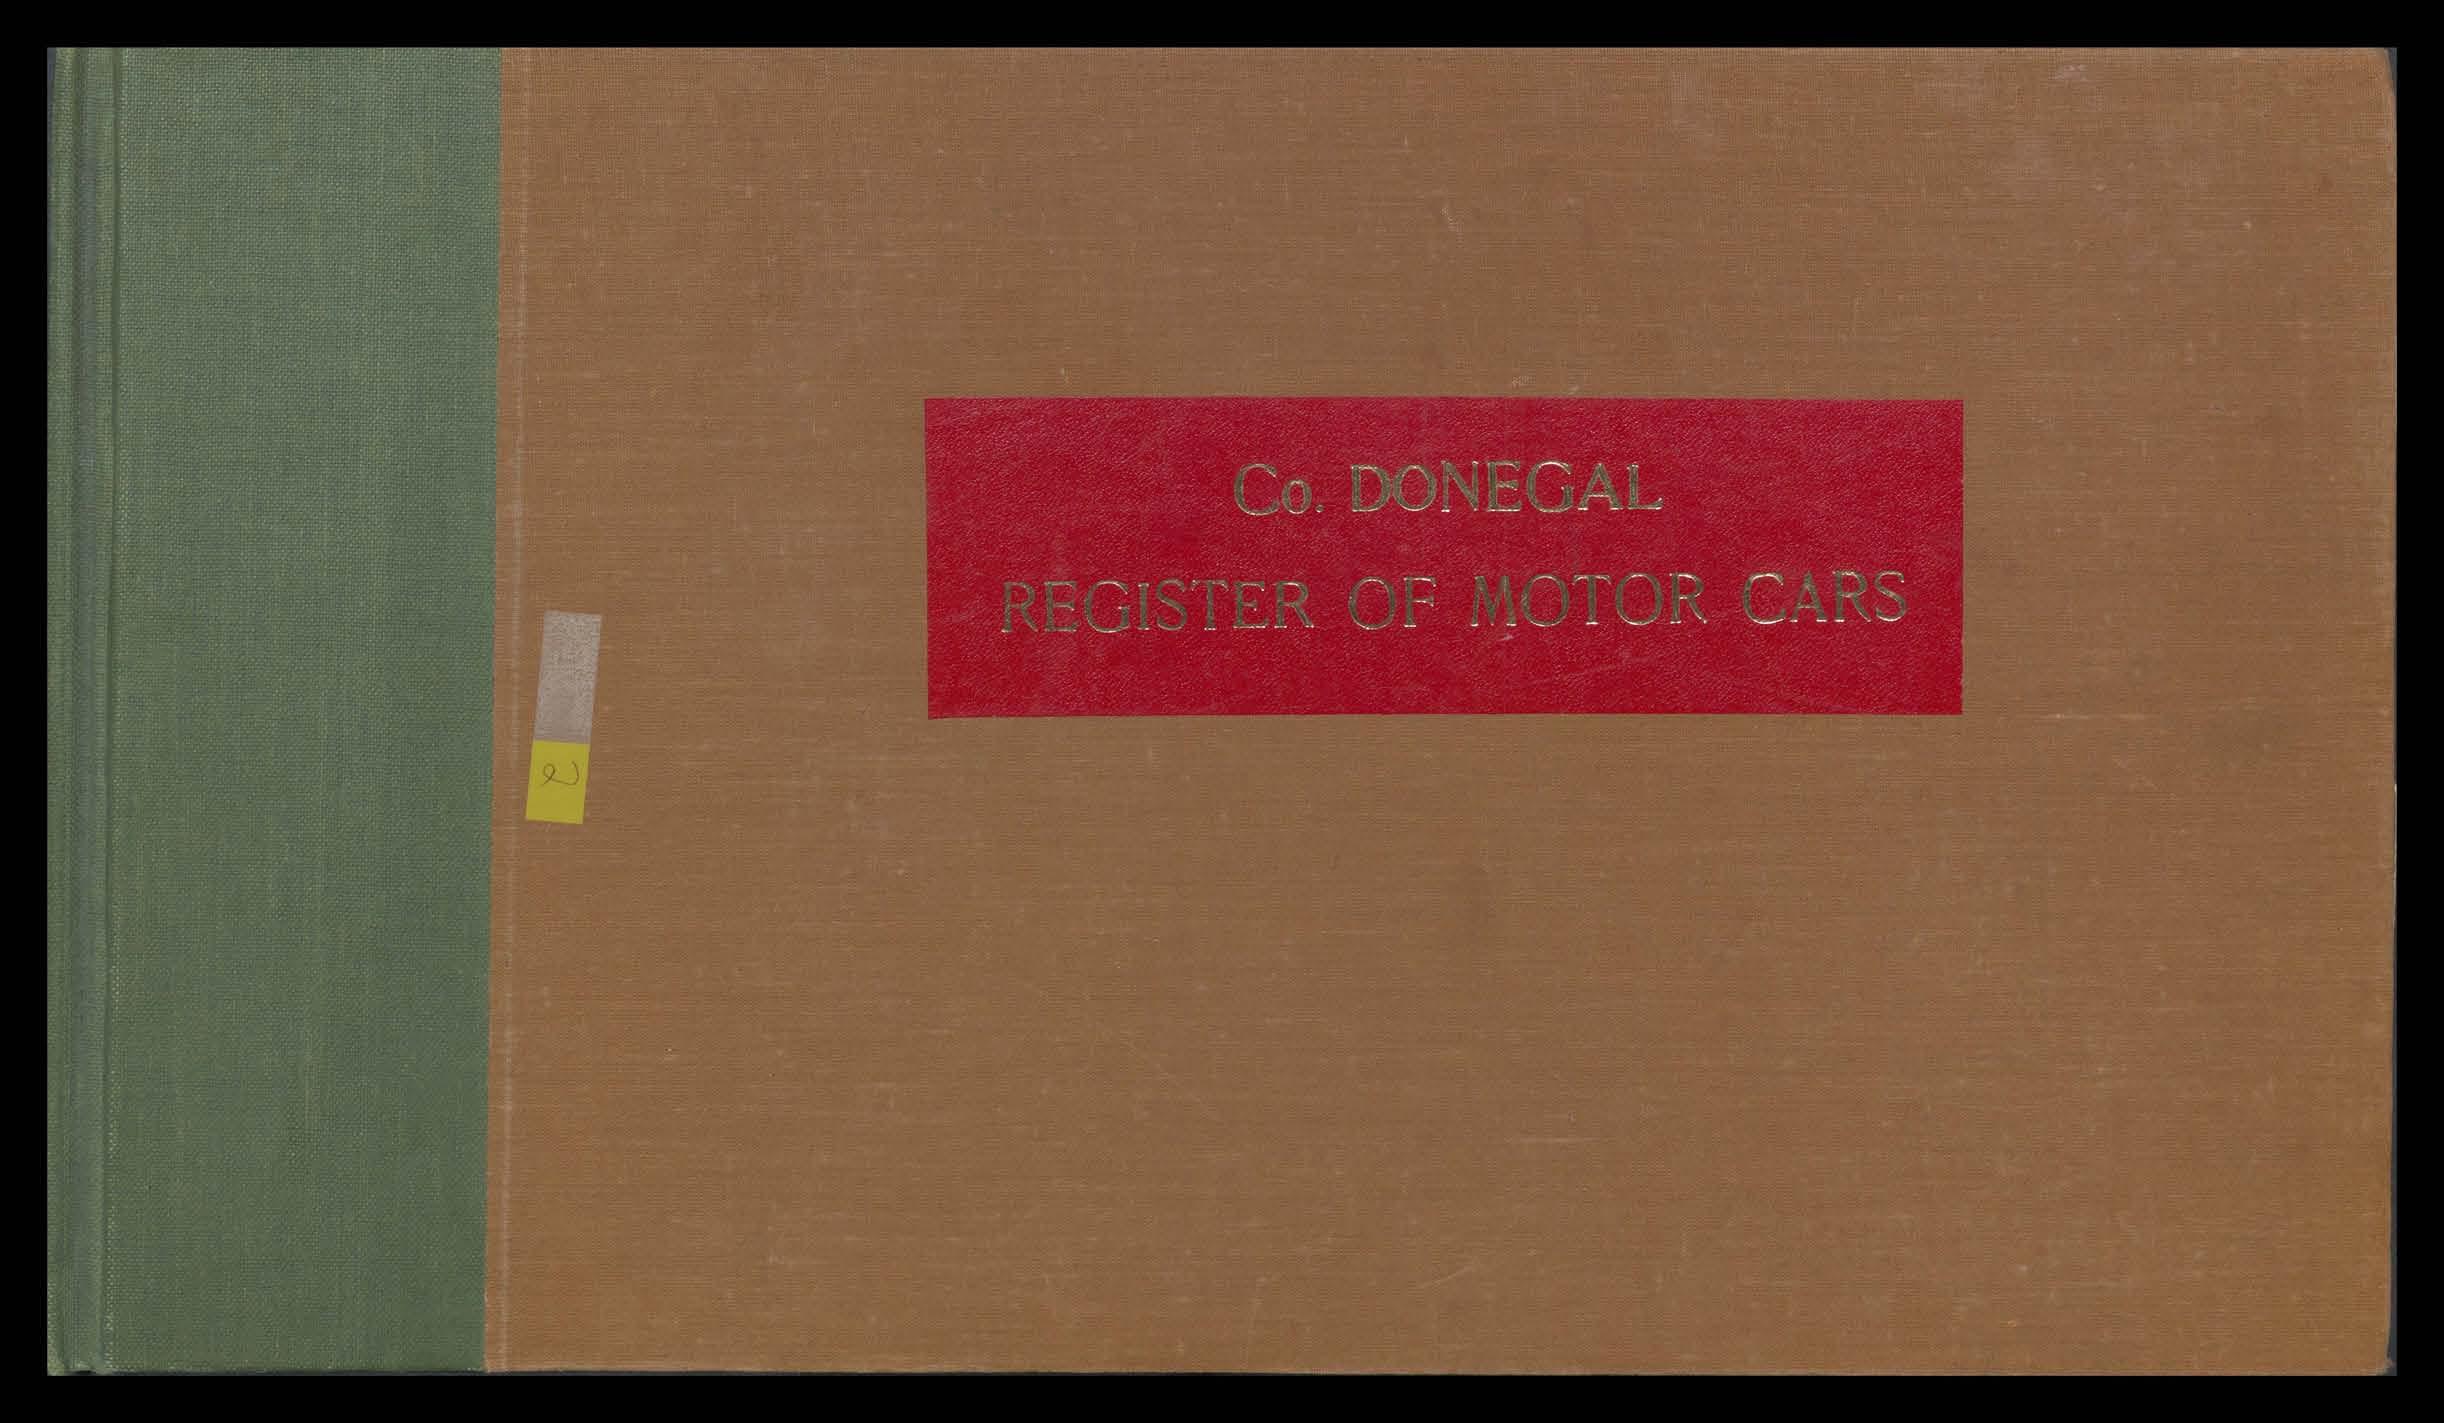 Co. DONEGAL
REGISTER OF MOTOR CARS